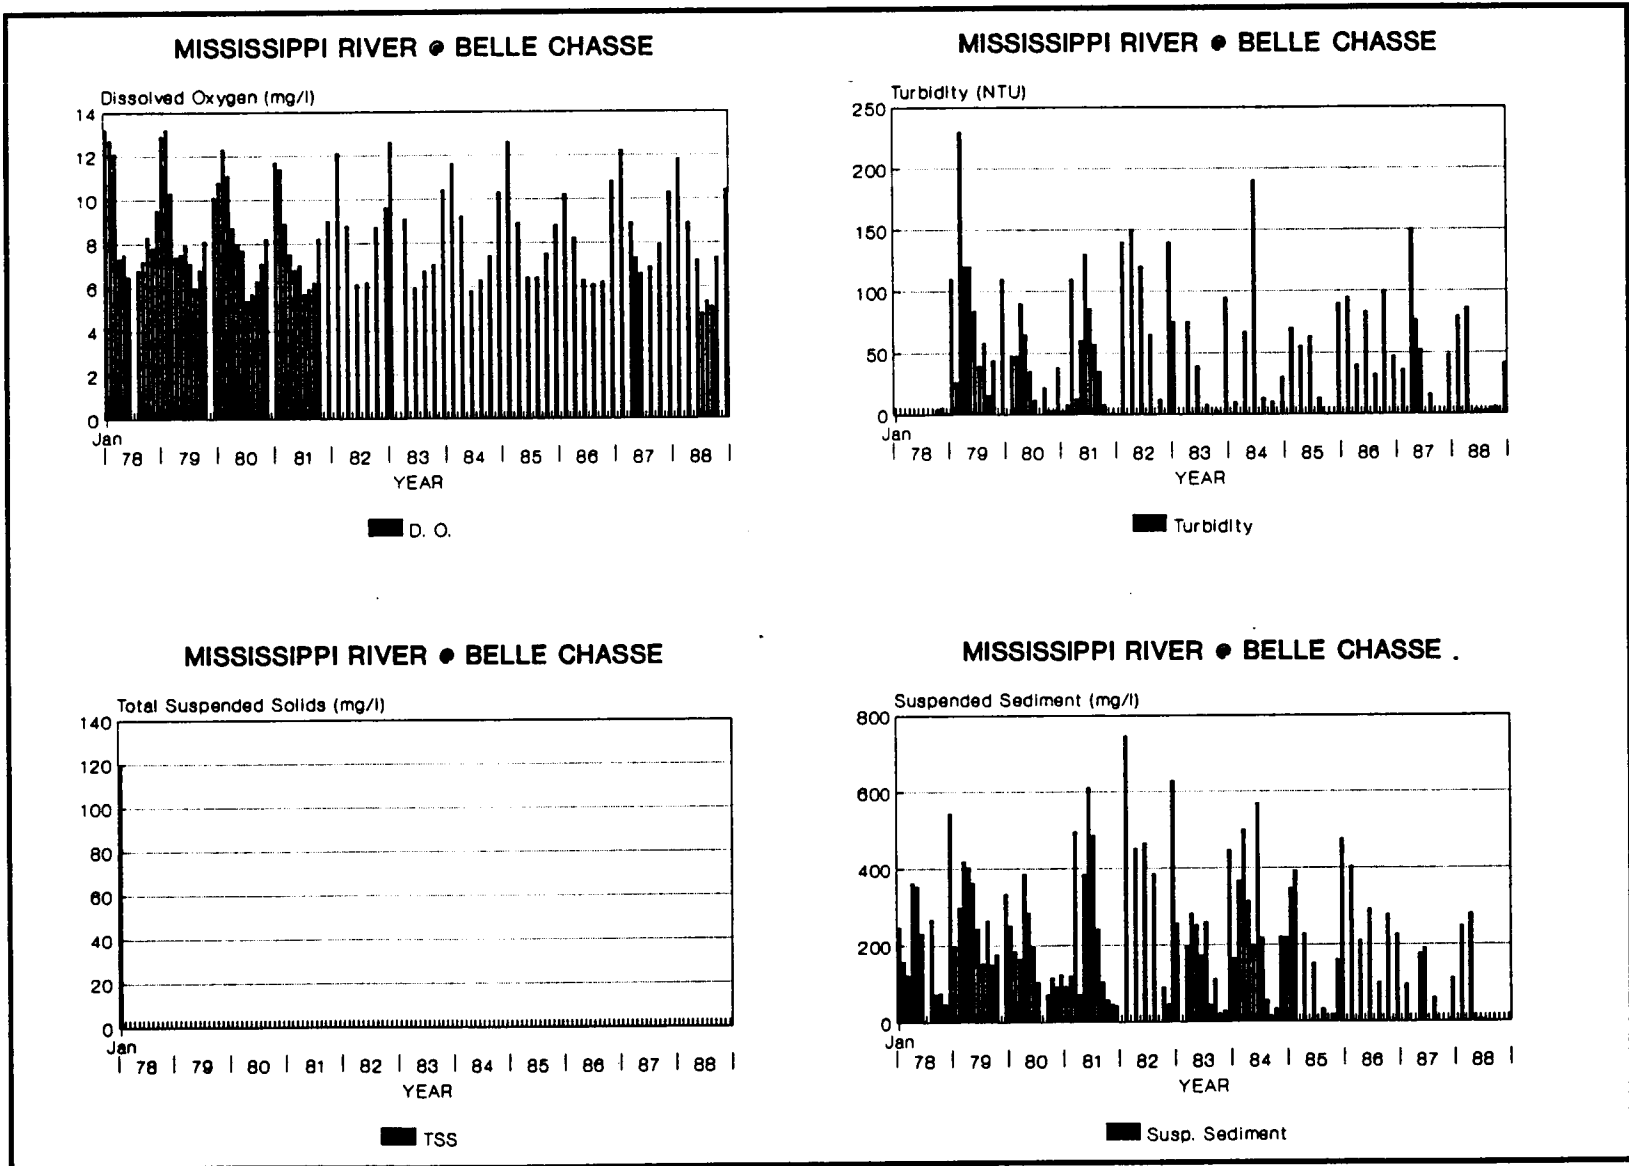 MISSISSIPPI RIVER @ BELLE CHASSE
Dissolved Oxygen (mg/l)
14
12
10
8
6
4
2
0
Jan
| 78 | 79 | 80 | 81 | 82 | 83 | 84 | 85 | 86 | 87 | 88 |
YEAR
D. O.
MISSISSIPPI RIVER @ BELLE CHASSE
Turbidity (NTU)
250
200
150
100
50
0
Jan
| 78 | 79 | 80 | 81 | 82 | 83 | 84 | 85 | 86 | 87 | 88 |
YEAR
Turbidity
MISSISSIPPI RIVER @ BELLE CHASSE
Total Suspended Solids (mg/l)
140
120
100
80
60
40
20
0
Jan
| 78 | 79 | 80 | 81 | 82 | 83 | 84 | 85 | 86 | 87 | 88 |
YEAR
TSS
MISSISSIPPI RIVER @ BELLE CHASSE .
Suspended Sediment (mg/l)
800
600
400
200
0
Jan
| 78 | 79 | 80 | 81 | 82 | 83 | 84 | 85 | 86 | 87 | 88 |
YEAR
Susp. Sediment